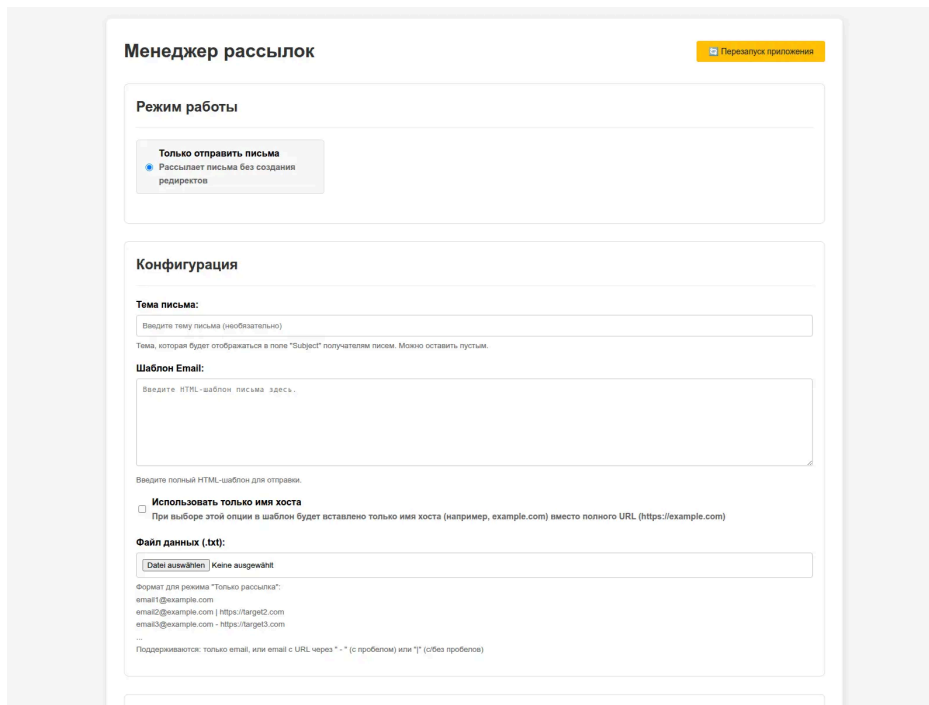 Менеджер рассылок
Перезапуск приложения
Режим работы
Только отправить письма
Рассылает письма без создания
редиректов
Конфигурация
Тема письма:
Введите тему письма (необязательно)
Тема, которая будет отображаться в поле "Subject" получателям писем. Можно оставить пустым.
Шаблон Email:
Введите HTML-шаблон письма здесь.
Введите полный HTML-шаблон для отправки.
Использовать только имя хоста
При выборе этой опции в шаблон будет вставлено только имя хоста (например, example.com) вместо полного URL (https://example.com)
Файл данных (.txt):
Datei auswählen Keine ausgewählt
Формат для режима "Только рассылка":
email1@example.com
email2@example.com | https://target2.com
email3@example.com - https://target3.com
...
Поддерживаются: только email, или email с URL через " - " (с пробелом) или "|" (с/без пробелов)